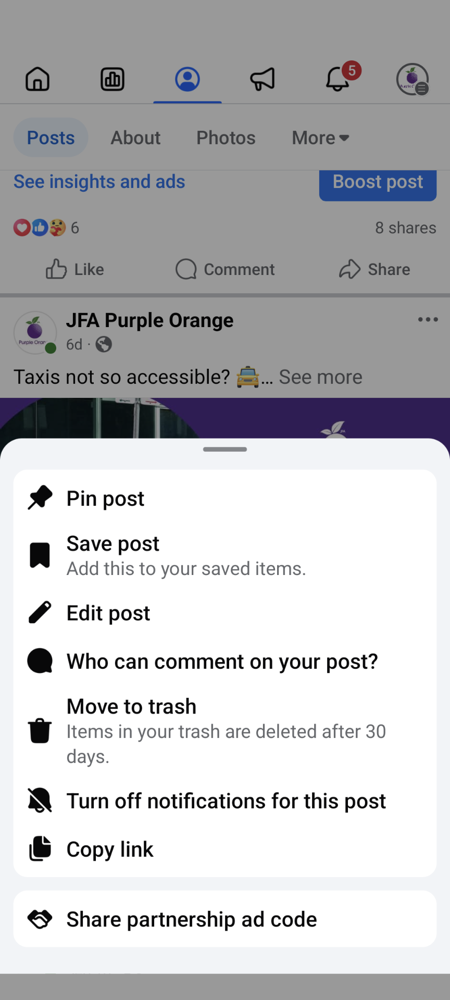 5
Posts About Photos More
See insights and ads Boost post
6 8 shares
Like Comment Share
JFA Purple Orange
6d ·
Taxis not so accessible? 🚕... See more
JFA
Pin post
Save post
Add this to your saved items.
Edit post
Who can comment on your post?
Move to trash
Items in your trash are deleted after 30
days.
Turn off notifications for this post
Copy link
Share partnership ad code